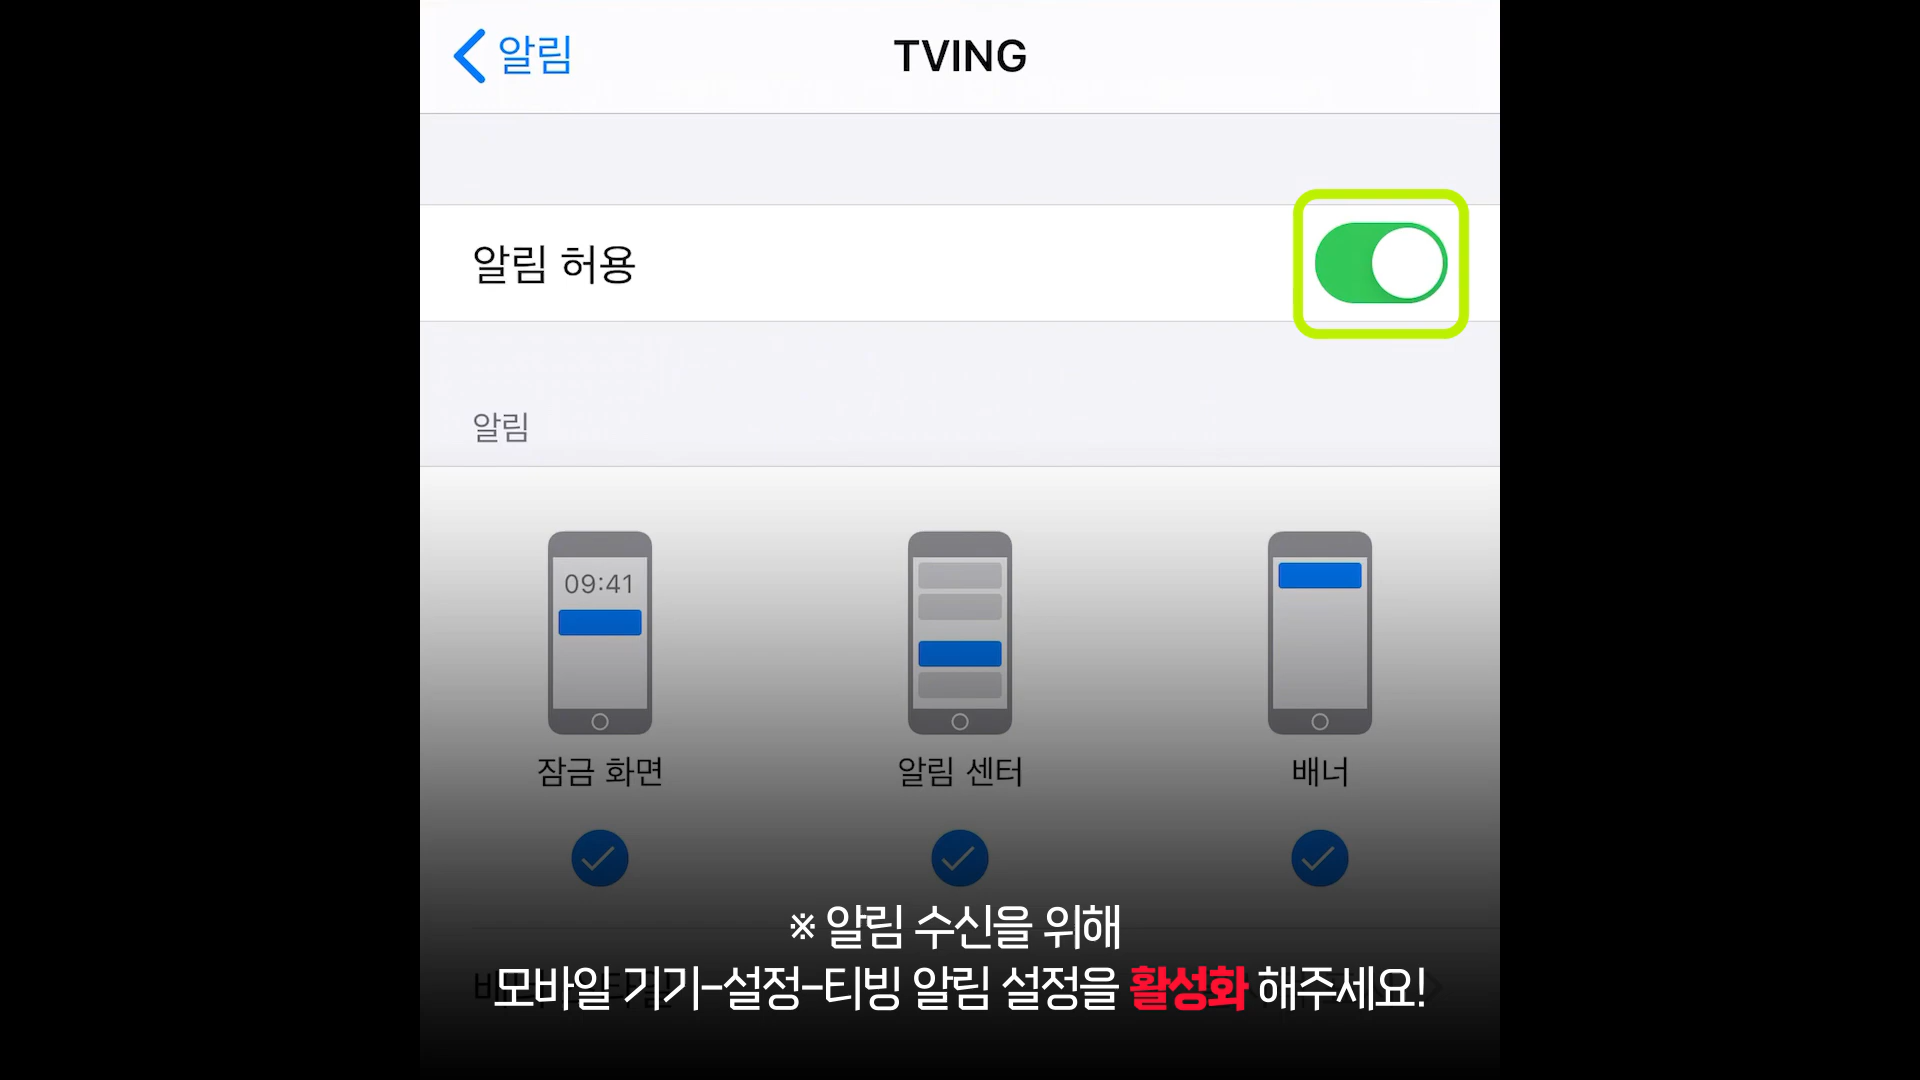 알림
TVING
알림 허용
알림
09:41
잠금 화면
알림 센터
배너
※ 알림 수신을 위해
모바일 기기-설정-티빙 알림 설정을 활성화 해주세요!